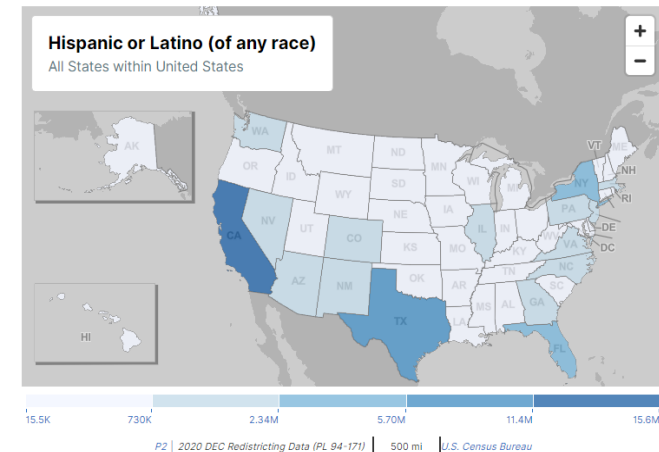 Hispanic or Latino (of any race)
All States within United States
+
−
WA
MT
ND
MN
VT
ME
AK
OR
ID
SD
WI
MI
NY
NH
WY
RI
IA
PA
NE
NV
UT
IL
IN
DE
CO
WV
VA
DC
CA
KS
MO
KY
NC
TN
AZ
NM
OK
AR
SC
MS
AL
GA
TX
LA
HI
FL
15.5K 730K 2.34M 5.70M 11.4M 15.6M
P2 | 2020 DEC Redistricting Data (PL 94-171) 500 mi U.S. Census Bureau